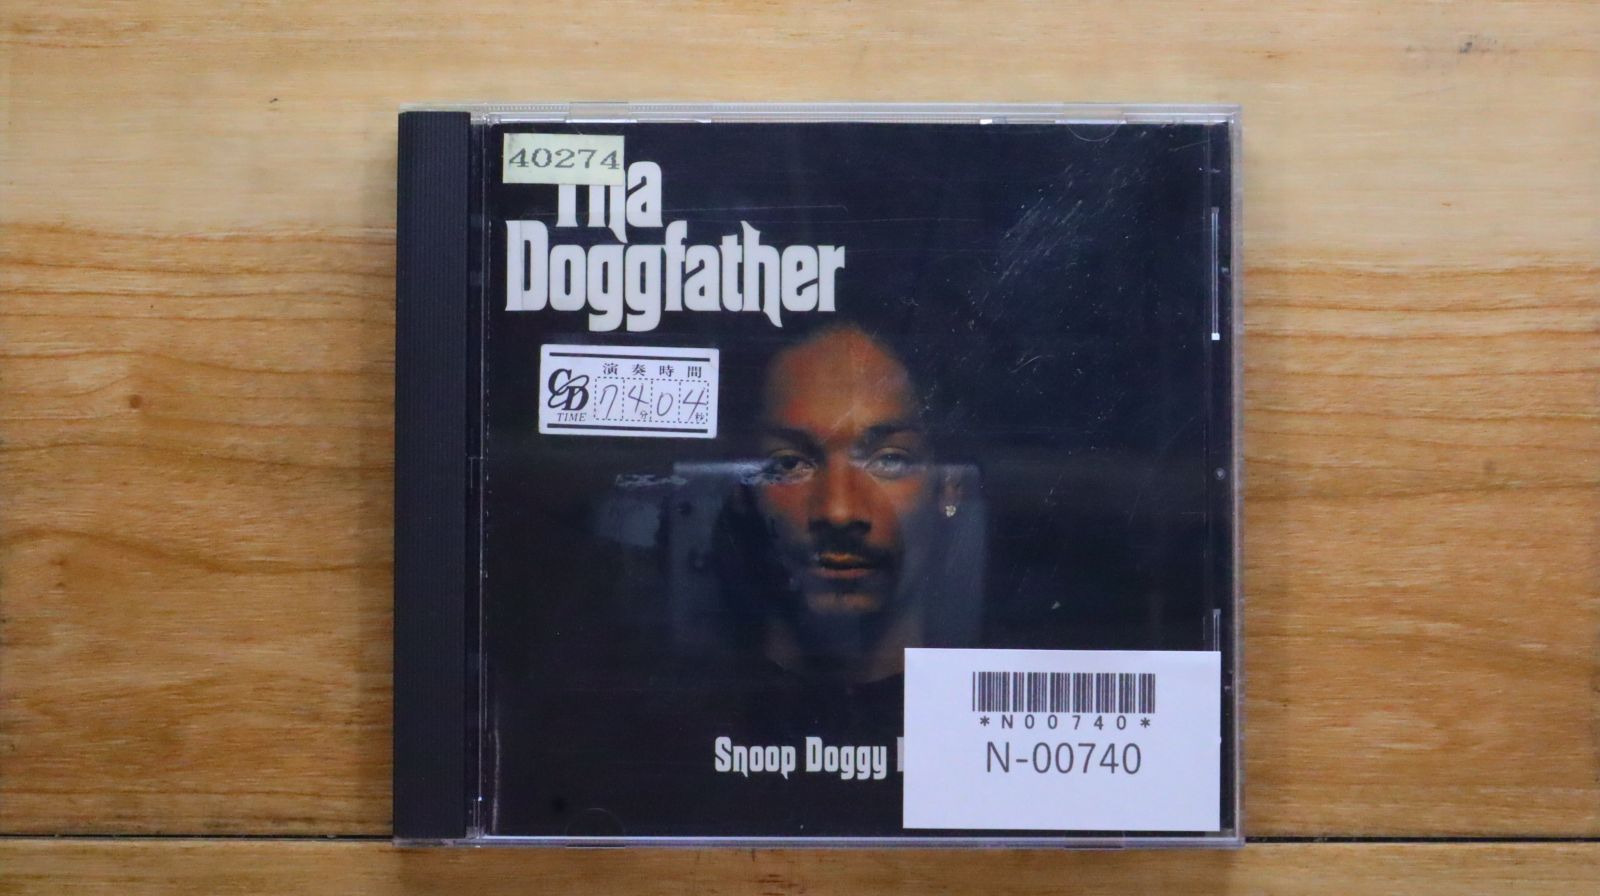 40274
Tha
Doggfather
演奏時間
CD
TIME
74分04秒
Snoop Doggy
*N00740*
N-00740